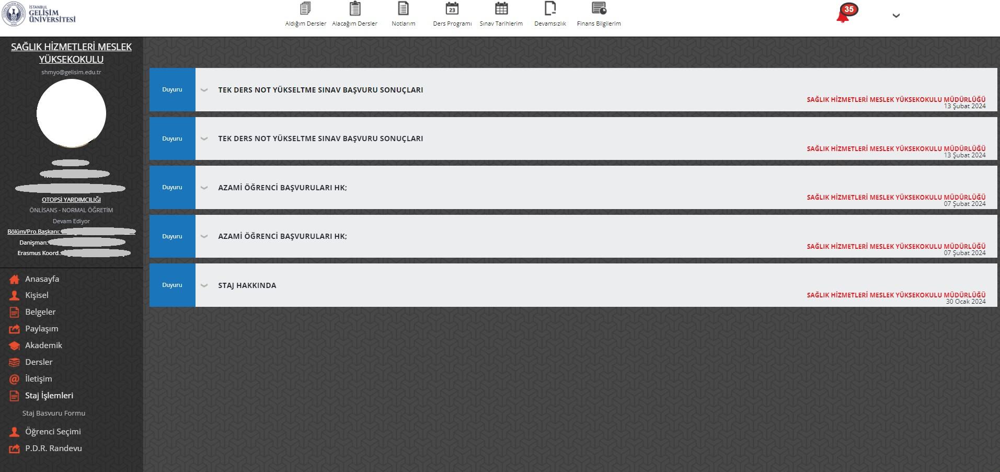 İSTANBUL
GELİŞİM
ÜNİVERSİTESİ
Aldığım Dersler
Alacağım Dersler
Notlarım
23
Ders Programı
Sınav Tarihlerim
Devamsızlık
Finans Bilgilerim
35
SAĞLIK HİZMETLERİ MESLEK
YÜKSEKOKULU
shmyo@gelisim.edu.tr
OTOPSİ YARDIMCILIĞI
ÖNLİSANS - NORMAL ÖĞRETİM
Devam Ediyor
Bölüm/Pro.Başkanı:
Danişman:
Erasmus Koord.:
Anasayfa
Kişisel
Belgeler
Paylaşım
Akademik
Dersler
İletişim
Staj İşlemleri
Staj Basvuru Formu
Öğrenci Seçimi
P.D.R. Randevu
Duyuru
TEK DERS NOT YÜKSELTME SINAV BAŞVURU SONUÇLARI
SAĞLIK HİZMETLERİ MESLEK YÜKSEKOKULU MÜDÜRLÜĞÜ
13 Şubat 2024
Duyuru
TEK DERS NOT YÜKSELTME SINAV BAŞVURU SONUÇLARI
SAĞLIK HİZMETLERİ MESLEK YÜKSEKOKULU MÜDÜRLÜĞÜ
13 Şubat 2024
Duyuru
AZAMİ ÖĞRENCİ BAŞVURULARI HK;
SAĞLIK HİZMETLERİ MESLEK YÜKSEKOKULU MÜDÜRLÜĞÜ
07 Şubat 2024
Duyuru
AZAMİ ÖĞRENCİ BAŞVURULARI HK;
SAĞLIK HİZMETLERİ MESLEK YÜKSEKOKULU MÜDÜRLÜĞÜ
07 Şubat 2024
Duyuru
STAJ HAKKINDA
SAĞLIK HİZMETLERİ MESLEK YÜKSEKOKULU MÜDÜRLÜĞÜ
30 Ocak 2024